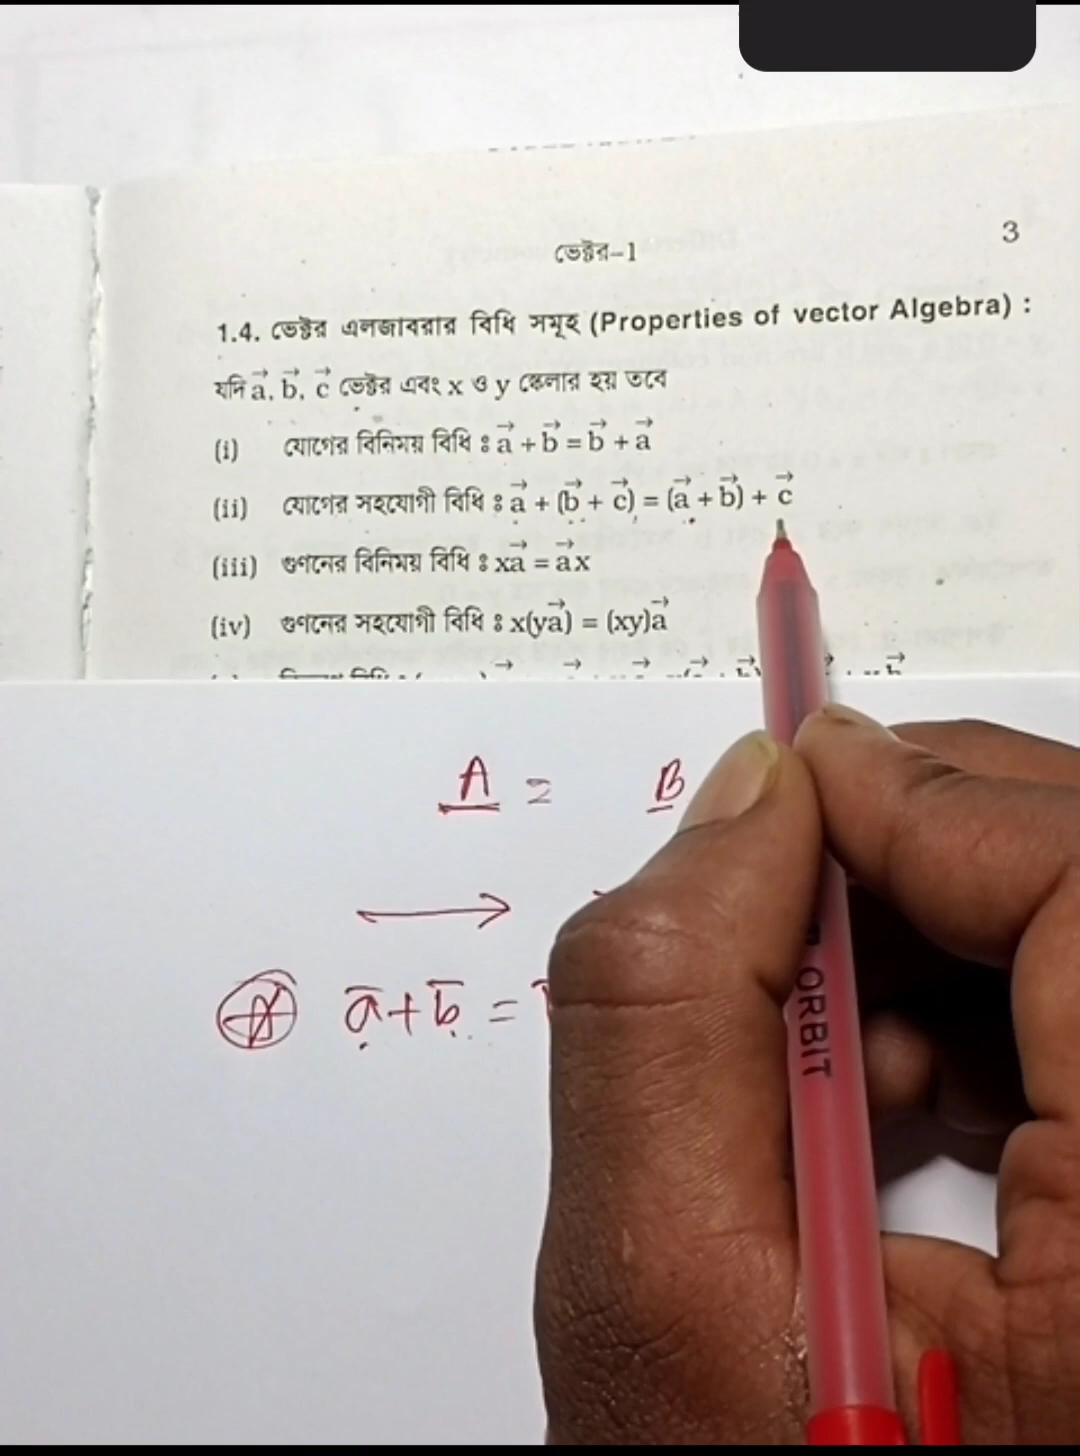 ভেক্টর–1
3
1.4. ভেক্টর এলজাবরার বিধি সমূহ (Properties of vector Algebra) :
যদি a⃗, b⃗, c⃗ ভেক্টর এবং x ও y স্কেলার হয় তবে
(i) যোগের বিনিময় বিধি ঃ a⃗ + b⃗ = b⃗ + a⃗
(ii) যোগের সহযোগী বিধি ঃ a⃗ + (b⃗ + c⃗) = (a⃗ + b⃗) + c⃗
(iii) গুণনের বিনিময় বিধি ঃ xa⃗ = a⃗x
(iv) গুণনের সহযোগী বিধি ঃ x(ya⃗) = (xy)a⃗
A = B
a̅ + b̅ =
ORBIT